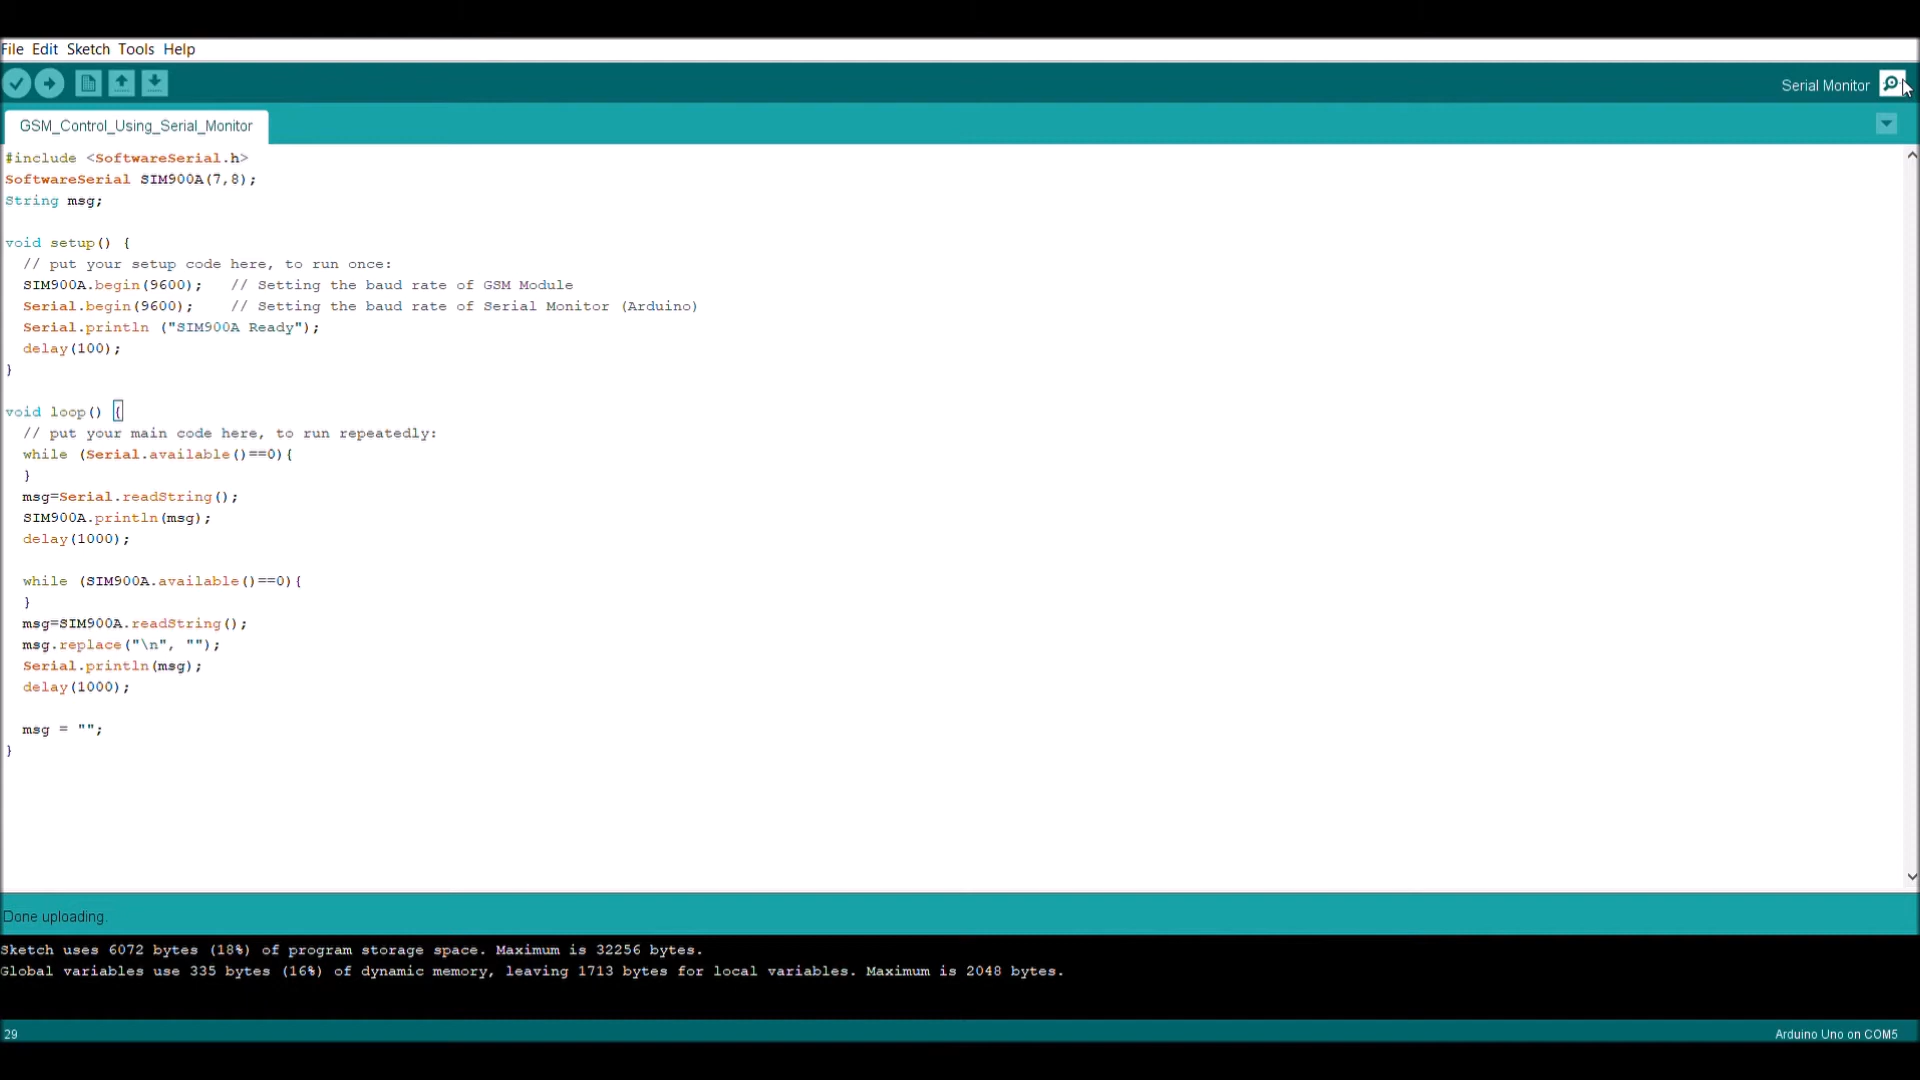 File Edit Sketch Tools Help
Serial Monitor
GSM_Control_Using_Serial_Monitor
#include <SoftwareSerial.h>
SoftwareSerial SIM900A(7,8);
String msg;
void setup() {
// put your setup code here, to run once:
SIM900A.begin(9600);   // Setting the baud rate of GSM Module
Serial.begin(9600);    // Setting the baud rate of Serial Monitor (Arduino)
Serial.println ("SIM900A Ready");
delay(100);
}
void loop() {
// put your main code here, to run repeatedly:
while (Serial.available()==0){
}
msg=Serial.readString();
SIM900A.println(msg);
delay(1000);
while (SIM900A.available()==0){
}
msg=SIM900A.readString();
msg.replace("\n", "");
Serial.println(msg);
delay(1000);
msg = "";
}
Done uploading.
Sketch uses 6072 bytes (18%) of program storage space. Maximum is 32256 bytes.
Global variables use 335 bytes (16%) of dynamic memory, leaving 1713 bytes for local variables. Maximum is 2048 bytes.
29
Arduino Uno on COM5